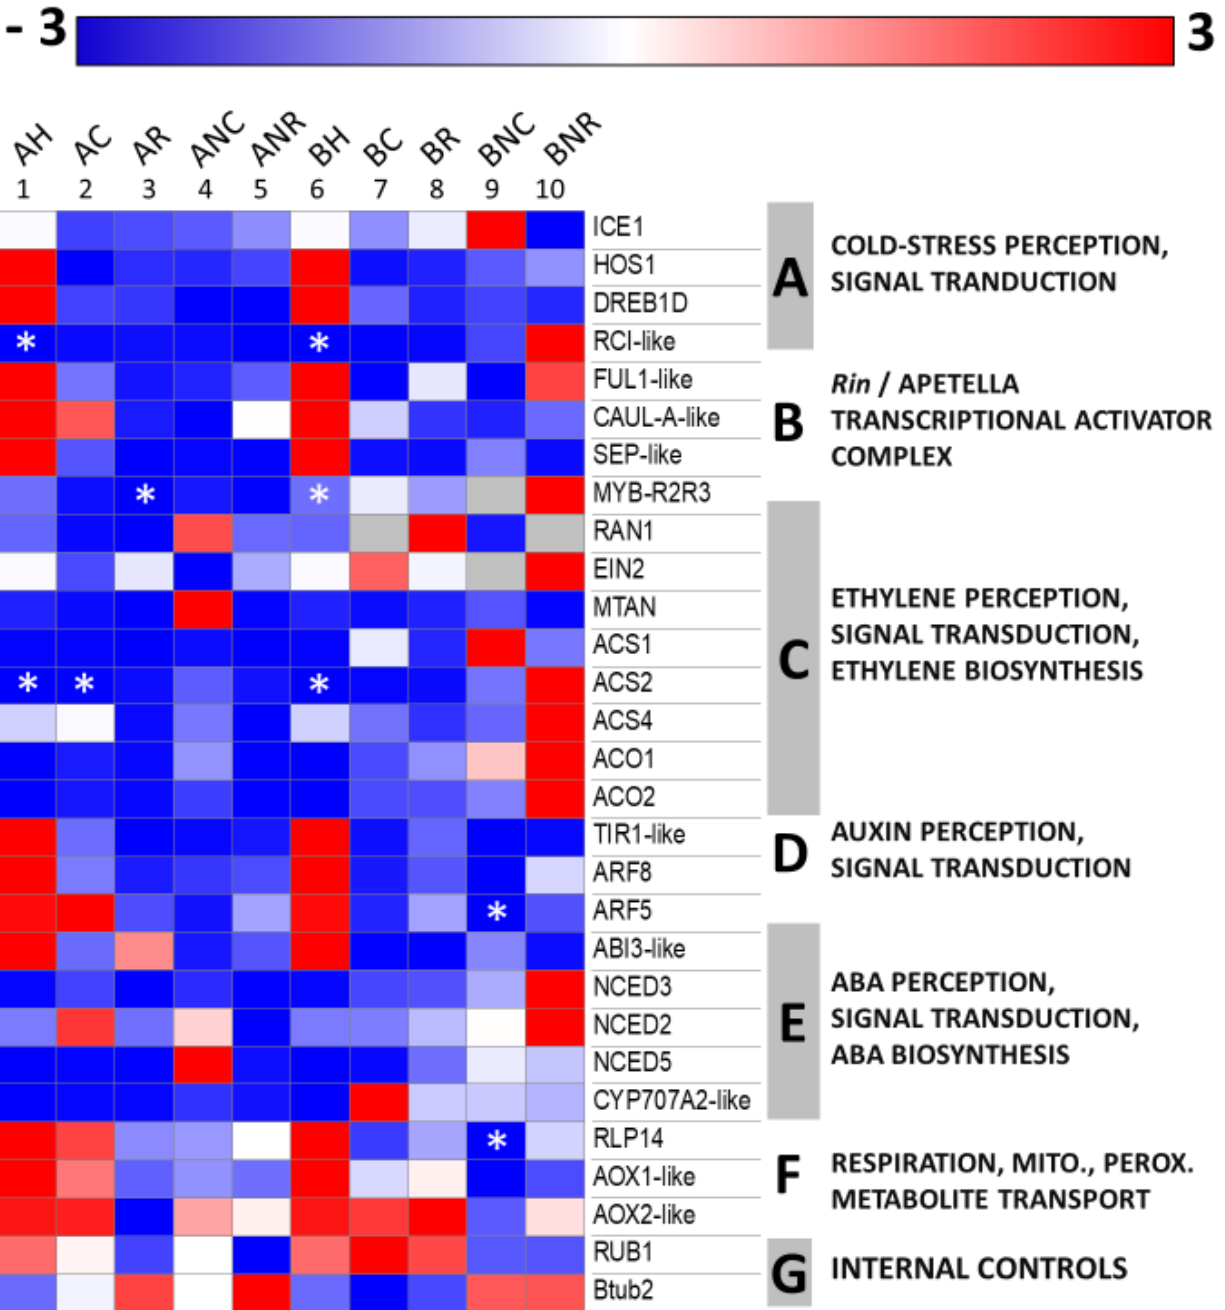 - 3 3
AH AC AR ANC ANR BH BC BR BNC BNR
1 2 3 4 5 6 7 8 9 10
ICE1
HOS1
DREB1D
RCI-like
* *
FUL1-like
CAUL-A-like
SEP-like
MYB-R2R3
* *
RAN1
EIN2
MTAN
ACS1
ACS2
* * *
ACS4
ACO1
ACO2
TIR1-like
ARF8
ARF5
*
ABI3-like
NCED3
NCED2
NCED5
CYP707A2-like
RLP14
*
AOX1-like
AOX2-like
RUB1
Btub2
A
COLD-STRESS PERCEPTION,
SIGNAL TRANDUCTION
B
Rin / APETELLA
TRANSCRIPTIONAL ACTIVATOR
COMPLEX
C
ETHYLENE PERCEPTION,
SIGNAL TRANSDUCTION,
ETHYLENE BIOSYNTHESIS
D
AUXIN PERCEPTION,
SIGNAL TRANSDUCTION
E
ABA PERCEPTION,
SIGNAL TRANSDUCTION,
ABA BIOSYNTHESIS
F
RESPIRATION, MITO., PEROX.
METABOLITE TRANSPORT
G
INTERNAL CONTROLS